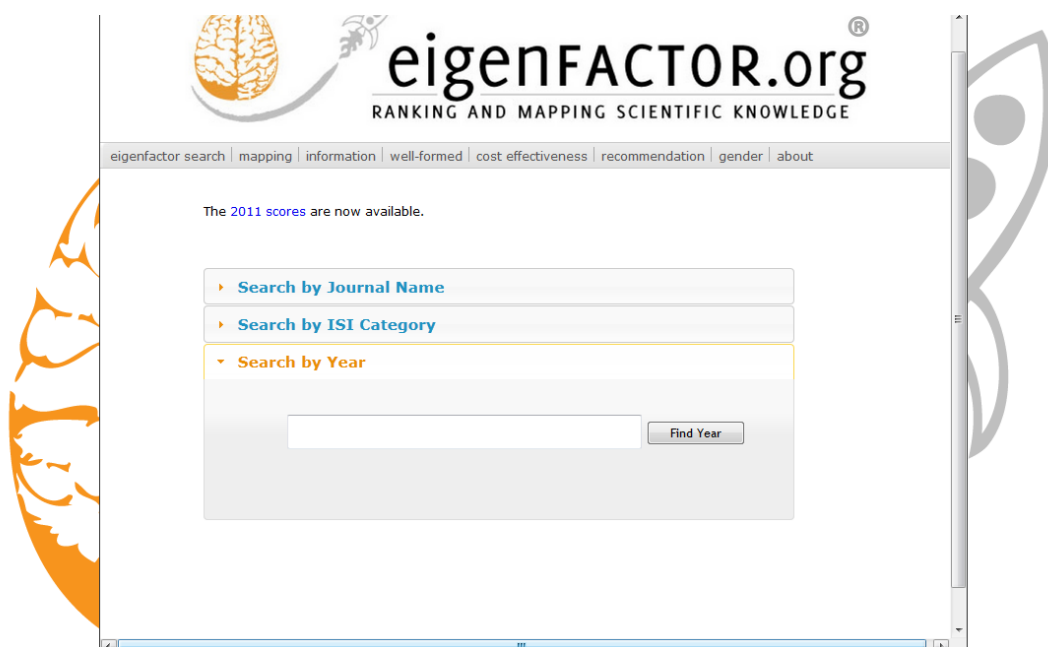 ®
eigenFACTOR.org
RANKING AND MAPPING SCIENTIFIC KNOWLEDGE
eigenfactor search | mapping | information | well-formed | cost effectiveness | recommendation | gender | about
The 2011 scores are now available.
Search by Journal Name
Search by ISI Category
Search by Year
Find Year